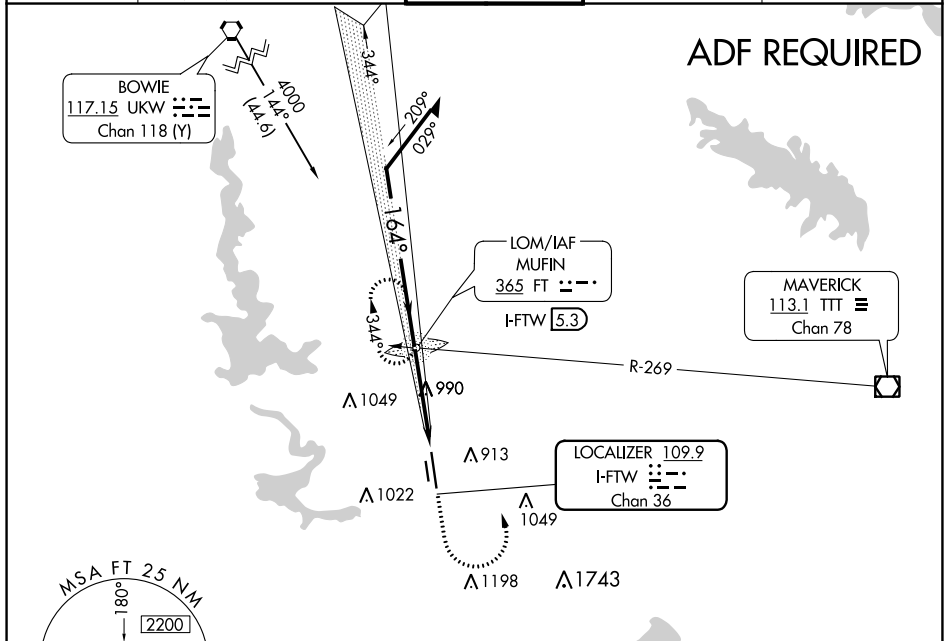 ADF REQUIRED
BOWIE
117.15 UKW
Chan 118 (Y)
4000
144°
(44.6)
344°
209°
029°
164°
LOM/IAF
MUFIN
365 FT
I-FTW 5.3
344°
MAVERICK
113.1 TTT
Chan 78
R-269
1049
990
913
LOCALIZER 109.9
I-FTW
Chan 36
1022
1049
1198
1743
MSA FT 25 NM
180°
2200